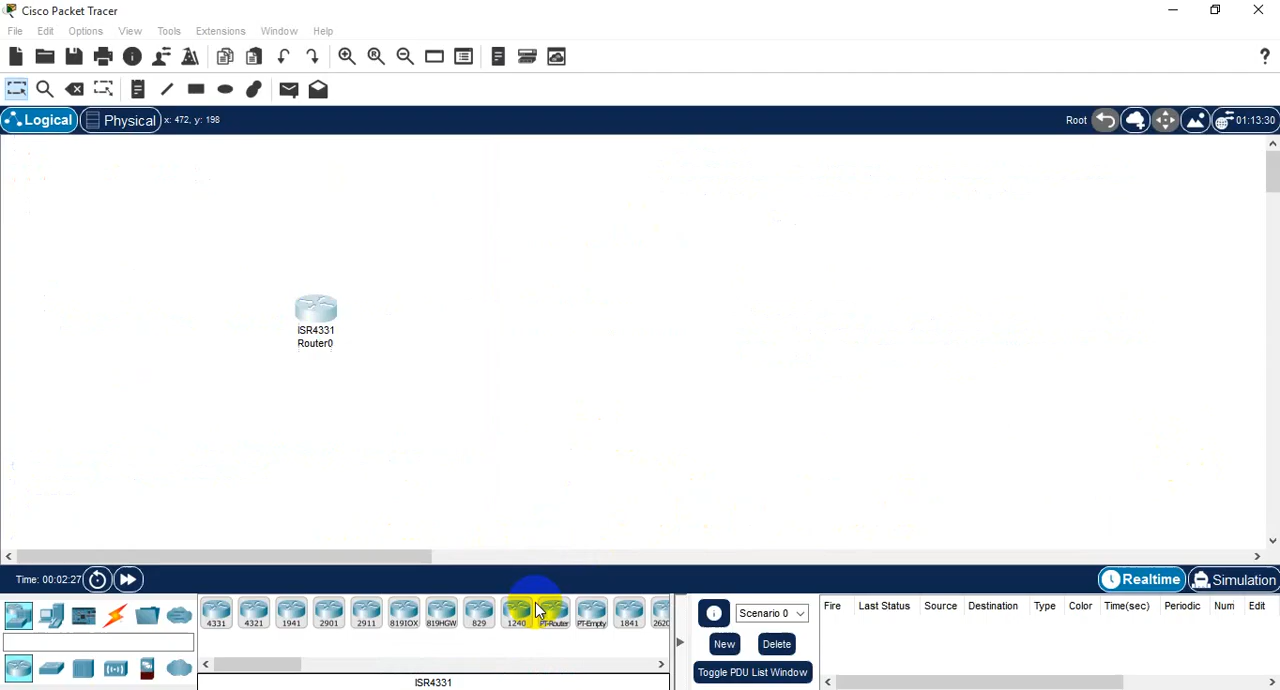 Cisco Packet Tracer
File Edit Options View Tools Extensions Window Help
Logical Physical x: 472, y: 198 Root 01:13:30
ISR4331
Router0
Time: 00:02:27 Realtime Simulation
4331 4321 1941 2901 2911 819IOX 819HGW 829 1240 PT-Router PT-Empty 1841 2620
Scenario 0
New Delete
Toggle PDU List Window
Fire Last Status Source Destination Type Color Time(sec) Periodic Num Edit
ISR4331